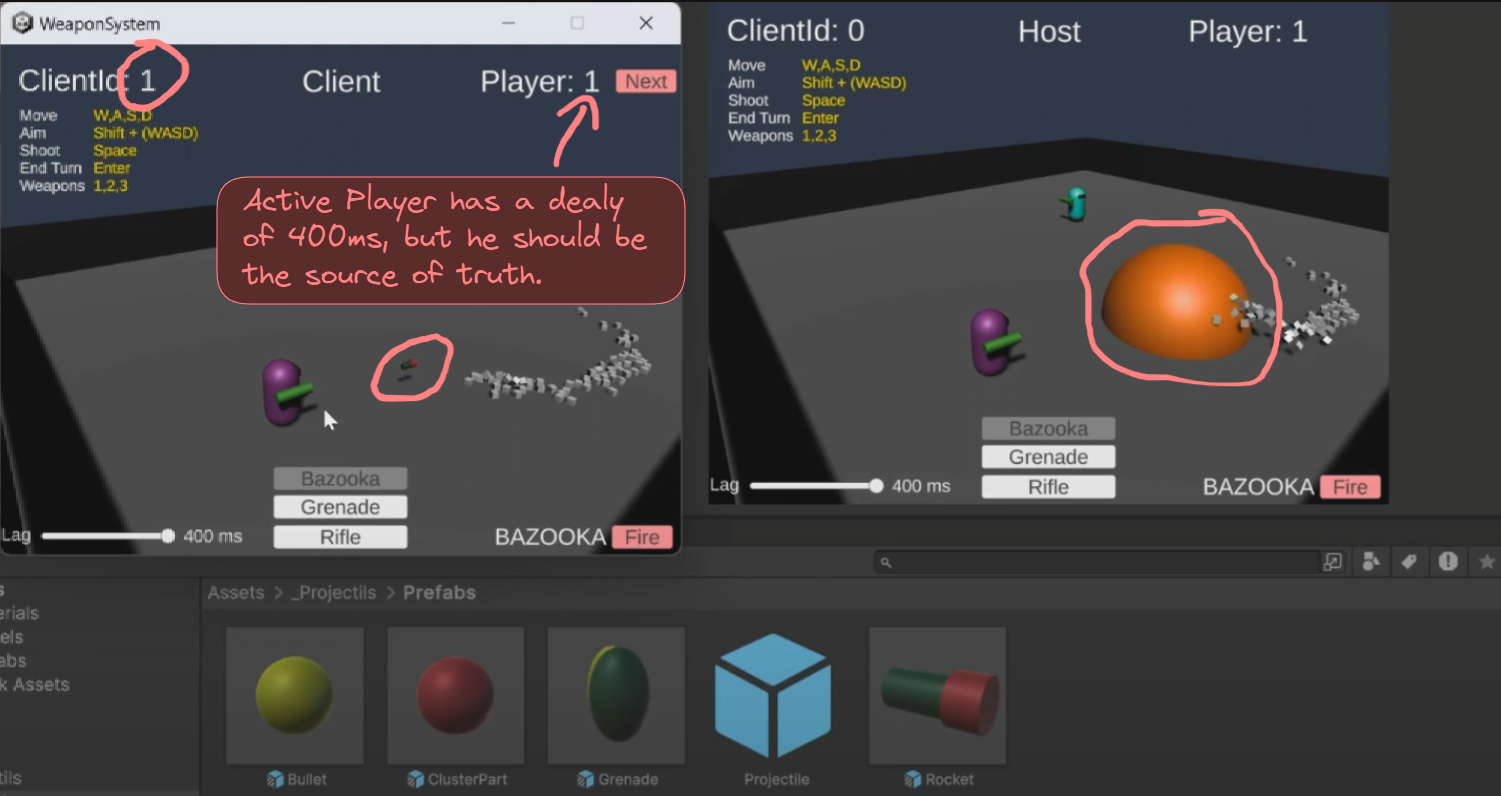 WeaponSystem
ClientId: 1 Client Player: 1 Next
Move W,A,S,D
Aim Shift + (WASD)
Shoot Space
End Turn Enter
Weapons 1,2,3
Active Player has a dealy
of 400ms, but he should be
the source of truth.
Bazooka
Grenade
Rifle
Lag 400 ms
BAZOOKA Fire
ClientId: 0 Host Player: 1
Move W,A,S,D
Aim Shift + (WASD)
Shoot Space
End Turn Enter
Weapons 1,2,3
Bazooka
Grenade
Rifle
Lag 400 ms
BAZOOKA Fire
Assets > _Projectils > Prefabs
Assets
Bullet
ClusterPart
Grenade
Projectile
Rocket